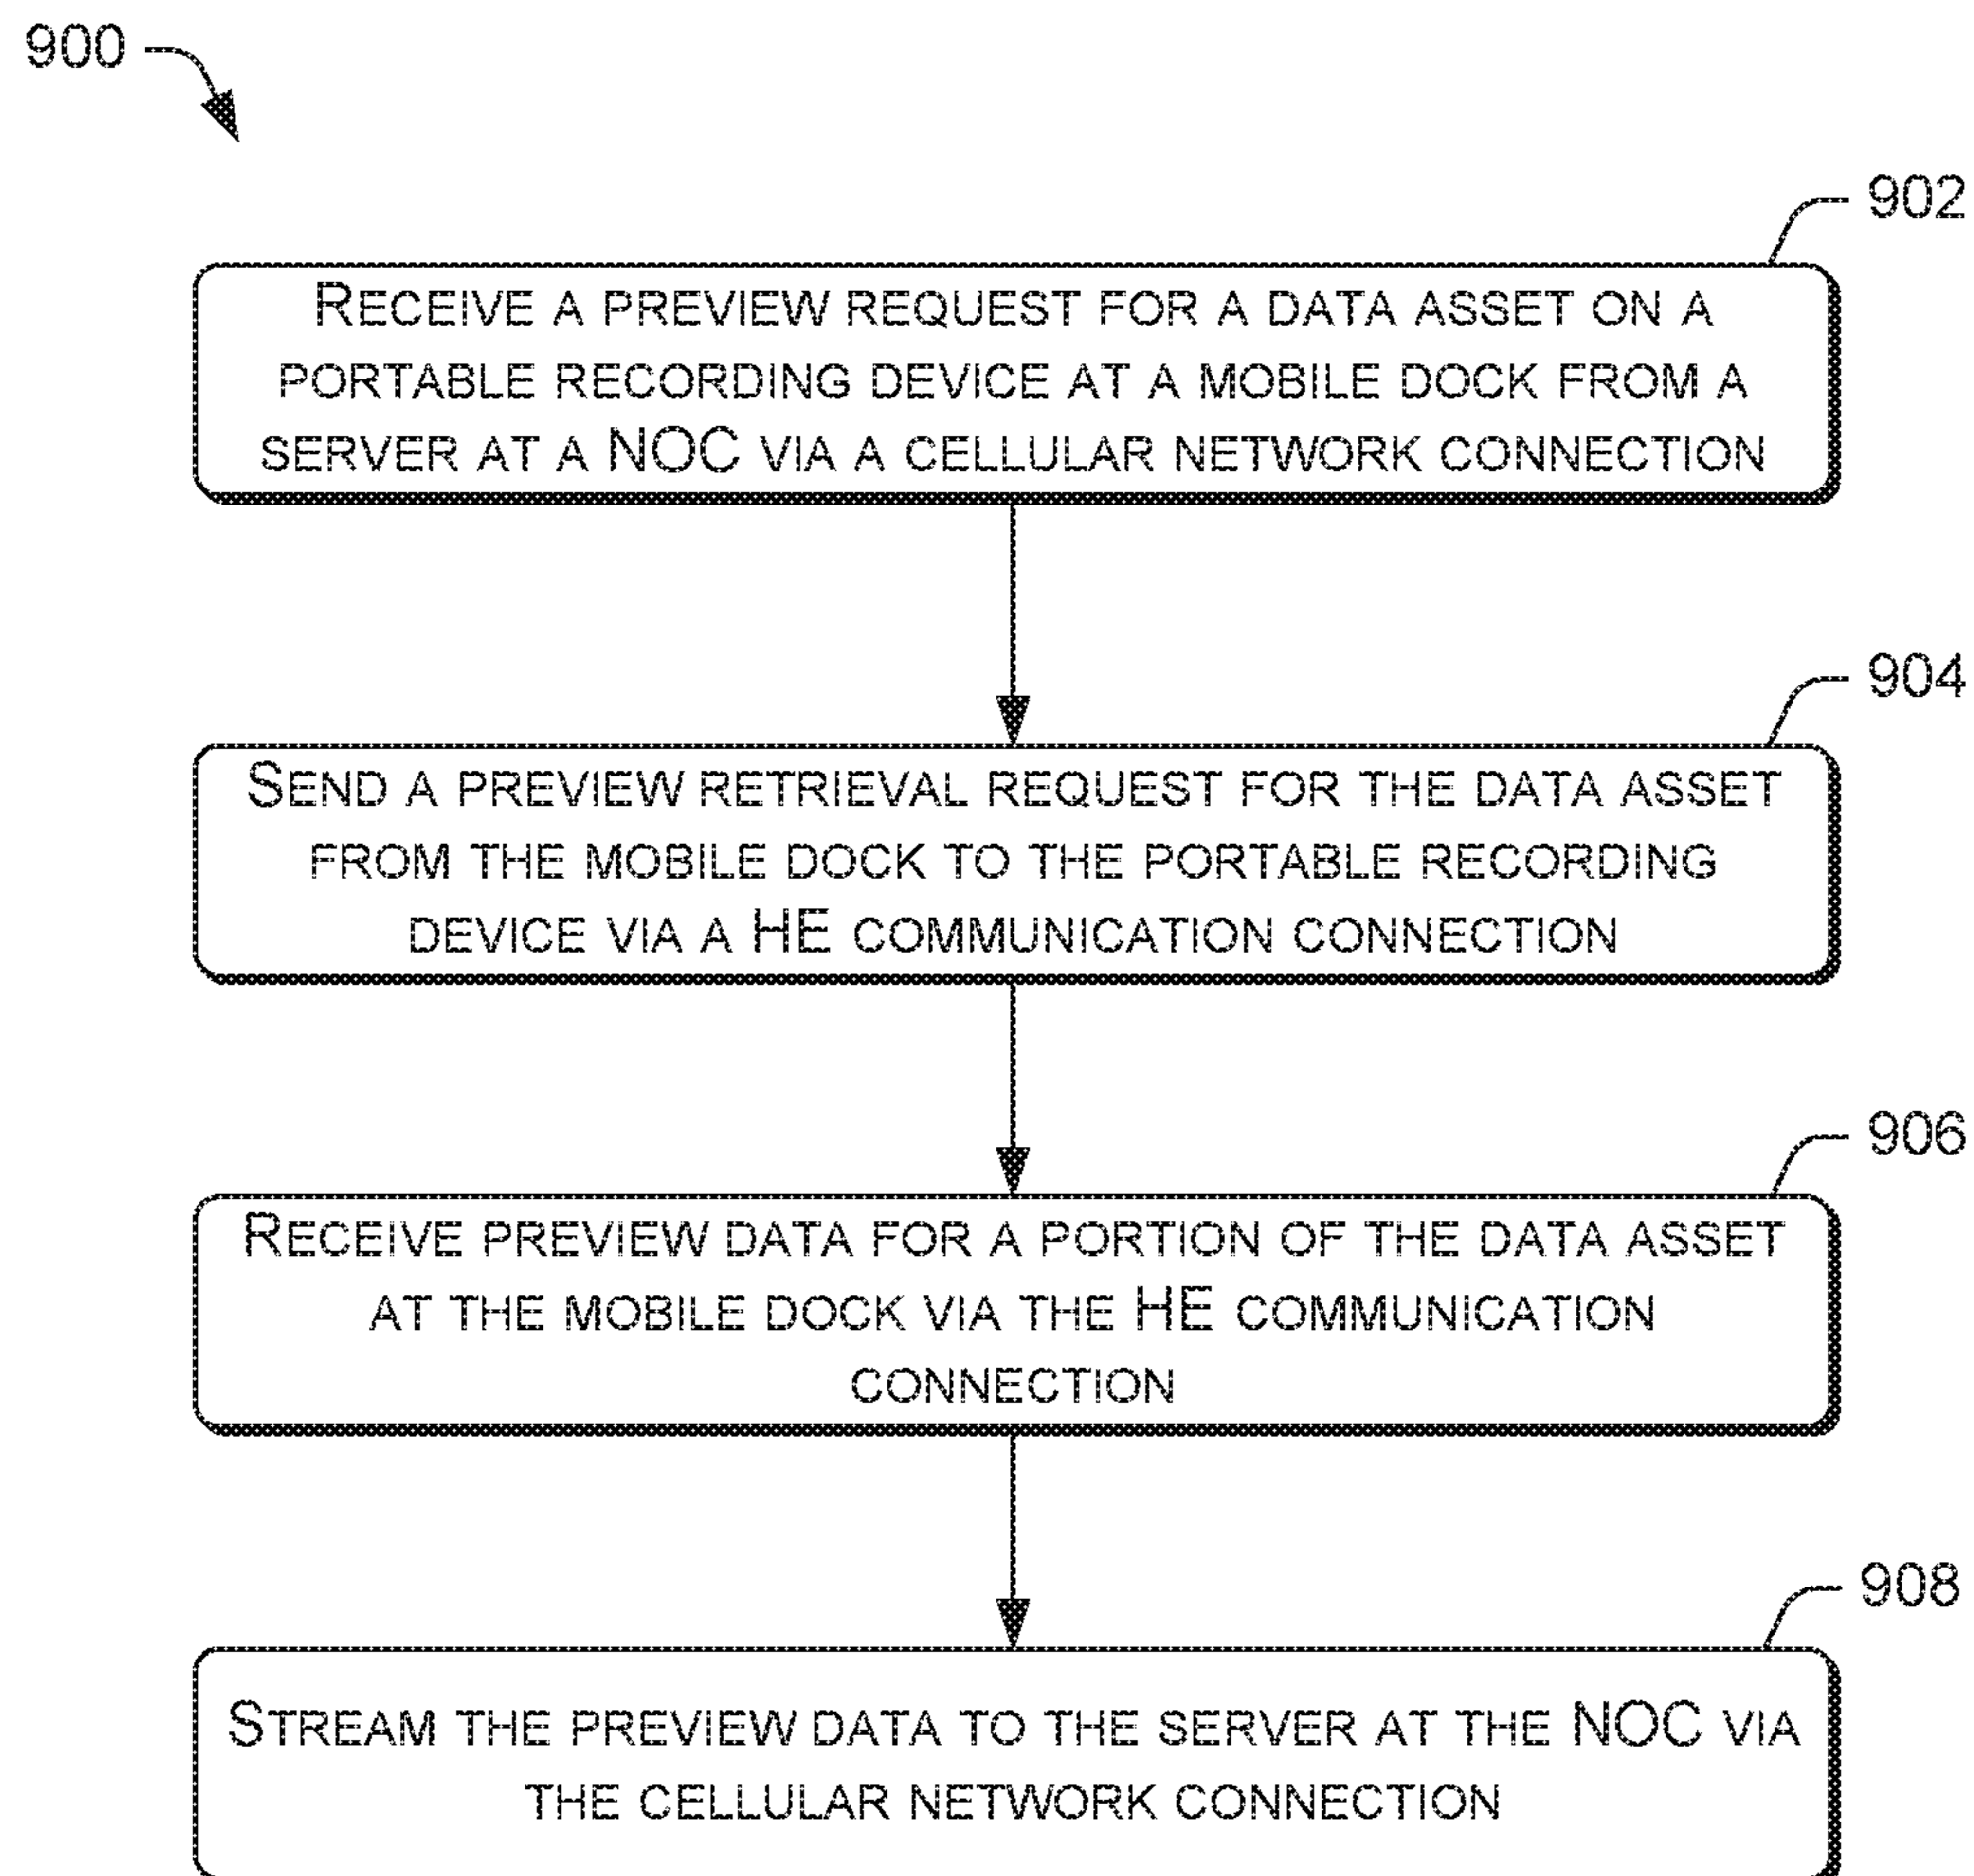 900
902
RECEIVE A PREVIEW REQUEST FOR A DATA ASSET ON A
PORTABLE RECORDING DEVICE AT A MOBILE DOCK FROM A
SERVER AT A NOC VIA A CELLULAR NETWORK CONNECTION
904
SEND A PREVIEW RETRIEVAL REQUEST FOR THE DATA ASSET
FROM THE MOBILE DOCK TO THE PORTABLE RECORDING
DEVICE VIA A HE COMMUNICATION CONNECTION
906
RECEIVE PREVIEW DATA FOR A PORTION OF THE DATA ASSET
AT THE MOBILE DOCK VIA THE HE COMMUNICATION
CONNECTION
908
STREAM THE PREVIEW DATA TO THE SERVER AT THE NOC VIA
THE CELLULAR NETWORK CONNECTION